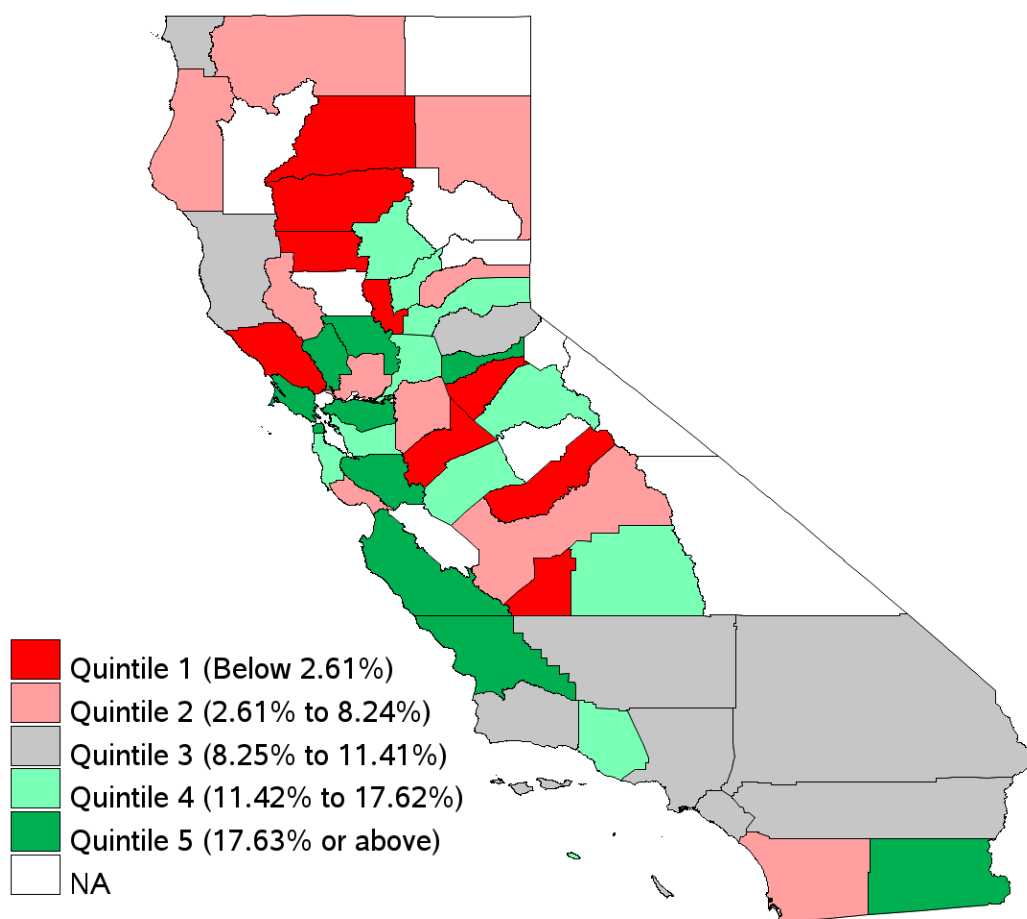 Quintile 1 (Below 2.61%)
Quintile 2 (2.61% to 8.24%)
Quintile 3 (8.25% to 11.41%)
Quintile 4 (11.42% to 17.62%)
Quintile 5 (17.63% or above)
NA